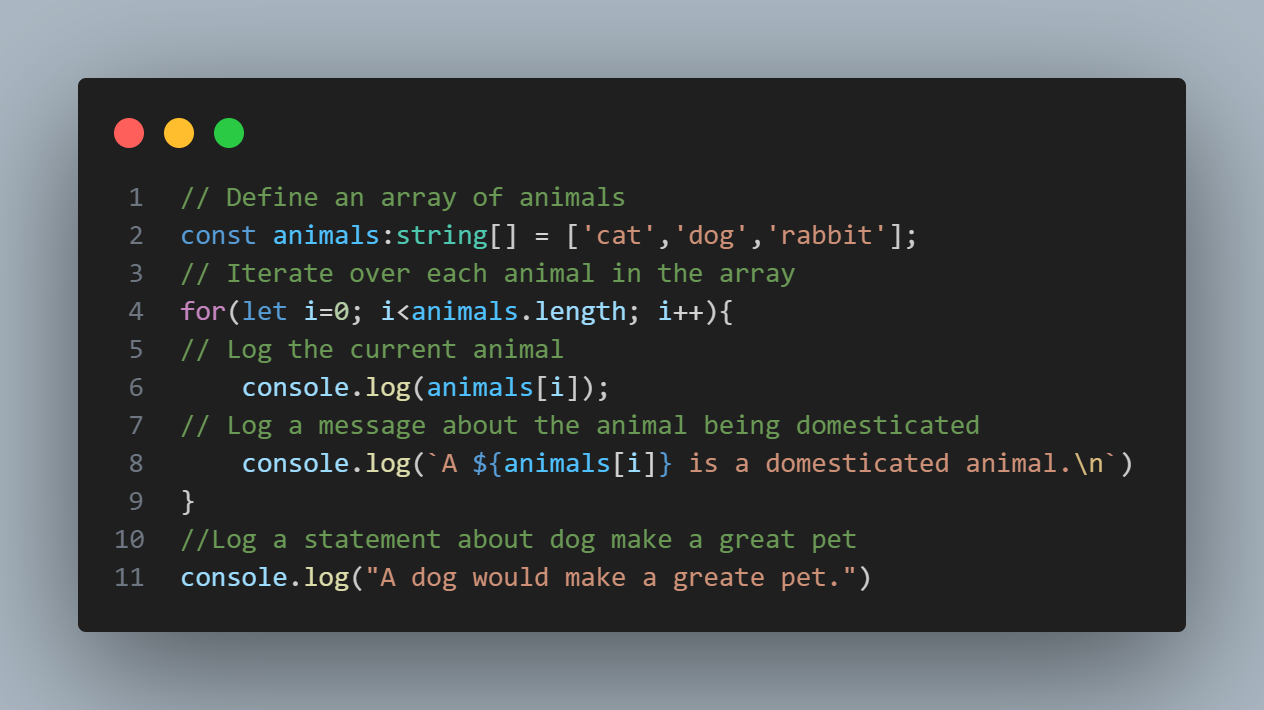 1 // Define an array of animals
2 const animals:string[] = ['cat','dog','rabbit'];
3 // Iterate over each animal in the array
4 for(let i=0; i<animals.length; i++){
5 // Log the current animal
6     console.log(animals[i]);
7 // Log a message about the animal being domesticated
8     console.log(`A ${animals[i]} is a domesticated animal.\n`)
9 }
10 //Log a statement about dog make a great pet
11 console.log("A dog would make a greate pet.")